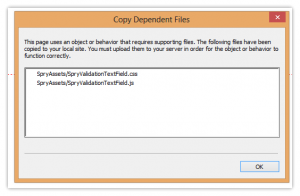 Copy Dependent Files
This page uses an object or behavior that requires supporting files. The following files have been
copied to your local site. You must upload them to your server in order for the object or behavior to
function correctly.
SpryAssets/SpryValidationTextField.css
SpryAssets/SpryValidationTextField.js
OK